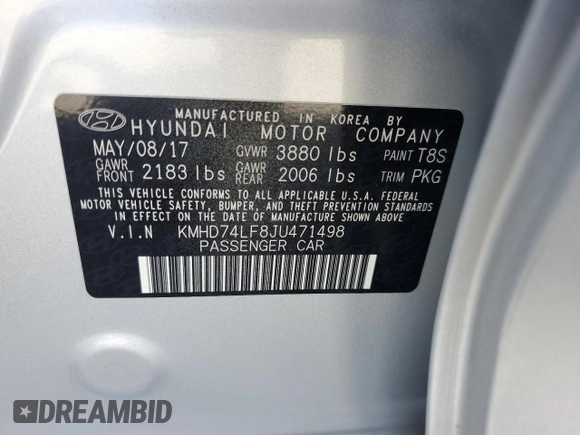 MANUFACTURED IN KOREA BY
HYUNDAI MOTOR COMPANY
MAY/08/17 GVWR 3880 lbs PAINT T8S
GAWR FRONT 2183 lbs GAWR REAR 2006 lbs TRIM PKG
THIS VEHICLE CONFORMS TO ALL APPLICABLE U.S.A. FEDERAL
MOTOR VEHICLE SAFETY, BUMPER, AND THEFT PREVENTION STANDARDS
IN EFFECT ON THE DATE OF MANUFACTURE SHOWN ABOVE.
V.I.N KMHD74LF8JU471498
PASSENGER CAR
DREAMBID